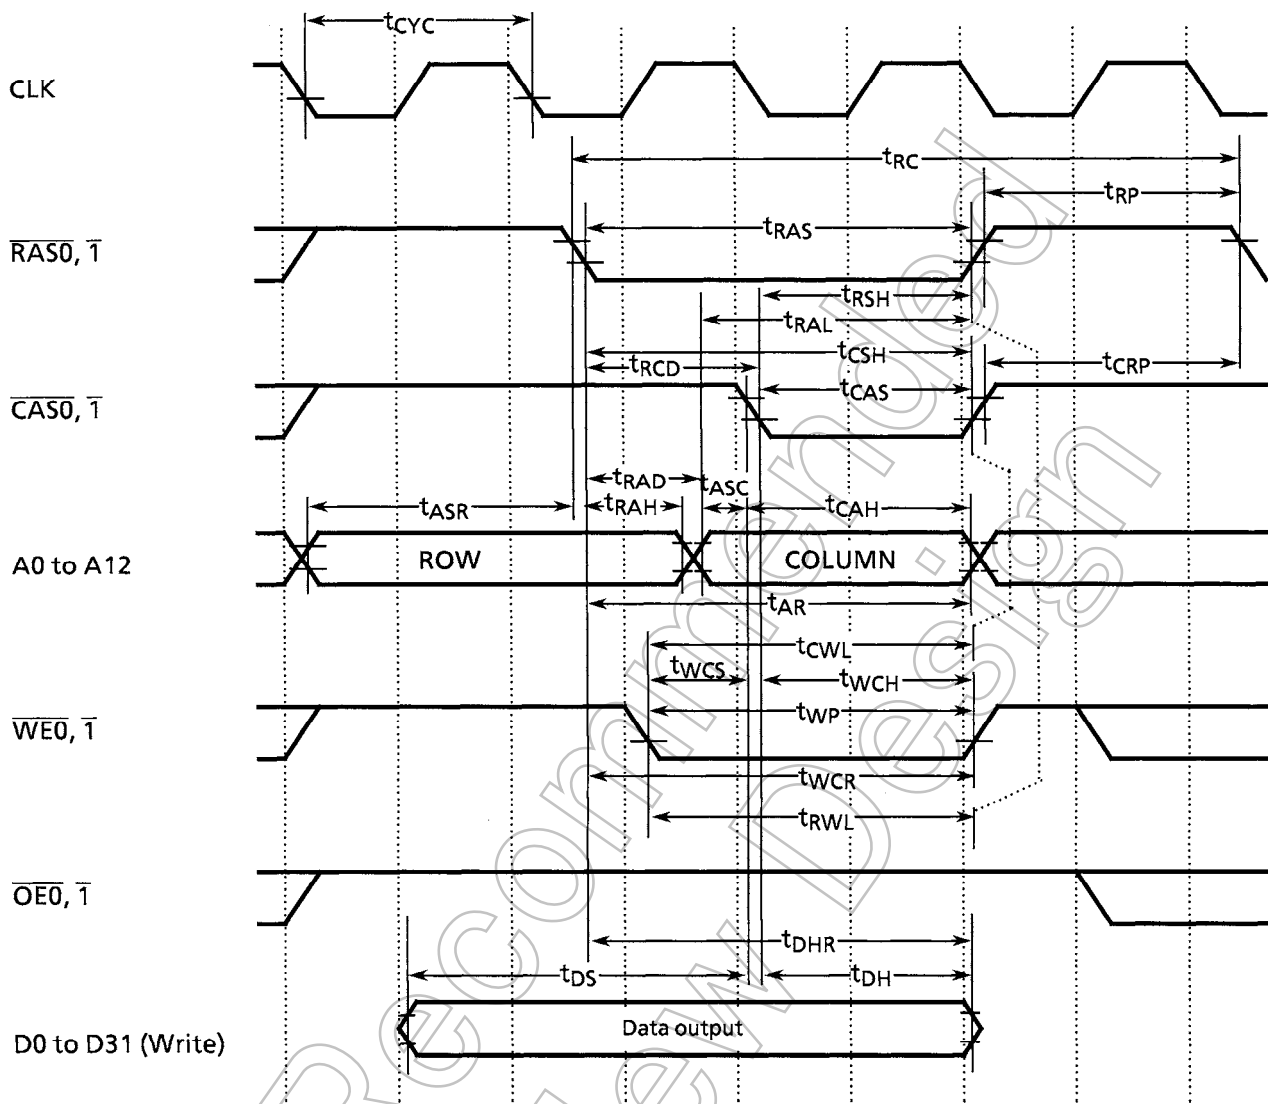 tCYC
CLK
tRC
tRP
tRAS
RAS0, 1
tRSH
tRAL
tCSH
tRCD
tCRP
tCAS
CAS0, 1
tRAD
tASC
tASR
tRAH
tCAH
A0 to A12
ROW
COLUMN
tAR
tCWL
tWCS
tWCH
tWP
WE0, 1
tWCR
tRWL
OE0, 1
tDHR
tDS
tDH
D0 to D31 (Write)
Data output
Recommended
Design